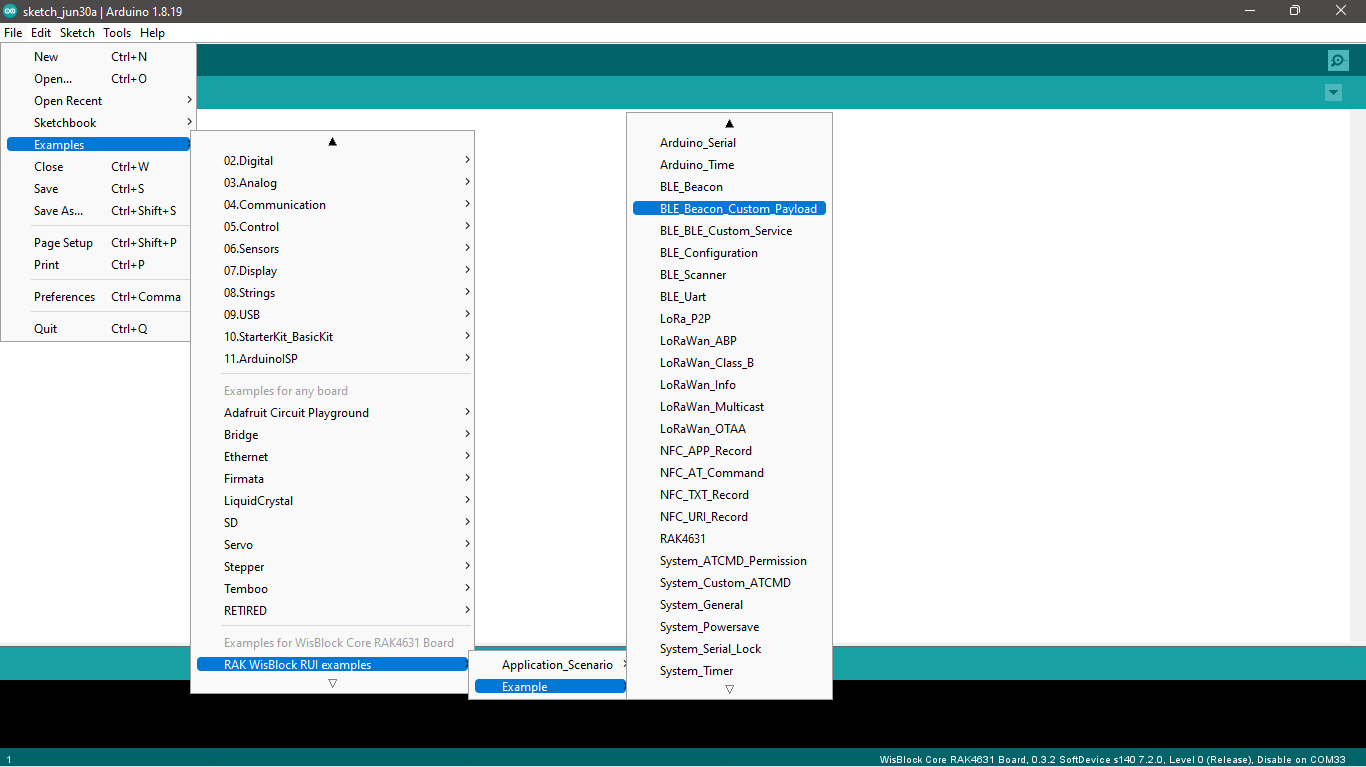 sketch_jun30a | Arduino 1.8.19
File Edit Sketch Tools Help
New Ctrl+N
Open... Ctrl+O
Open Recent
Sketchbook
Examples
Close Ctrl+W
Save Ctrl+S
Save As... Ctrl+Shift+S
Page Setup Ctrl+Shift+P
Print Ctrl+P
Preferences Ctrl+Comma
Quit Ctrl+Q
02.Digital
03.Analog
04.Communication
05.Control
06.Sensors
07.Display
08.Strings
09.USB
10.StarterKit_BasicKit
11.ArduinoISP
Examples for any board
Adafruit Circuit Playground
Bridge
Ethernet
Firmata
LiquidCrystal
SD
Servo
Stepper
Temboo
RETIRED
Examples for WisBlock Core RAK4631 Board
RAK WisBlock RUI examples
Application_Scenario
Example
Arduino_Serial
Arduino_Time
BLE_Beacon
BLE_Beacon_Custom_Payload
BLE_BLE_Custom_Service
BLE_Configuration
BLE_Scanner
BLE_Uart
LoRa_P2P
LoRaWan_ABP
LoRaWan_Class_B
LoRaWan_Info
LoRaWan_Multicast
LoRaWan_OTAA
NFC_APP_Record
NFC_AT_Command
NFC_TXT_Record
NFC_URI_Record
RAK4631
System_ATCMD_Permission
System_Custom_ATCMD
System_General
System_Powersave
System_Serial_Lock
System_Timer
1 WisBlock Core RAK4631 Board, 0.3.2 SoftDevice s140 7.2.0, Level 0 (Release), Disable on COM33